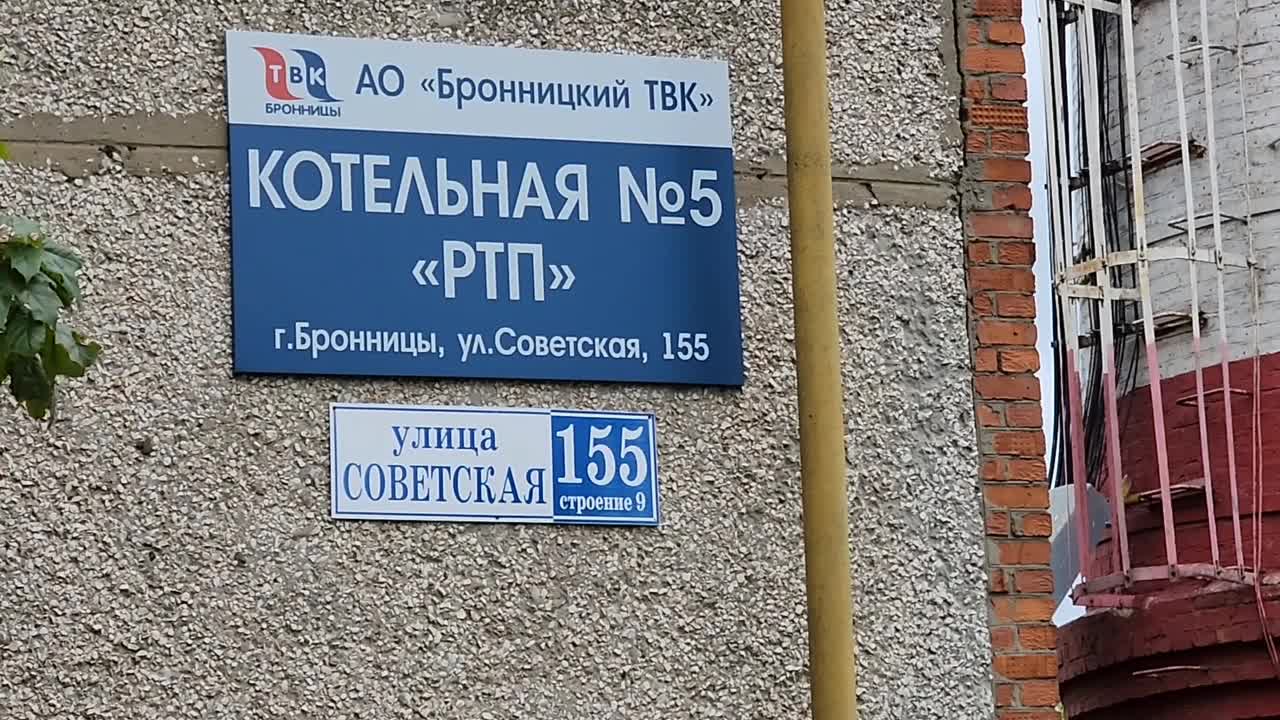 ТВК
БРОННИЦЫ
АО «Бронницкий ТВК»
КОТЕЛЬНАЯ №5
«РТП»
г.Бронницы, ул.Советская, 155
улица
СОВЕТСКАЯ
155
строение 9